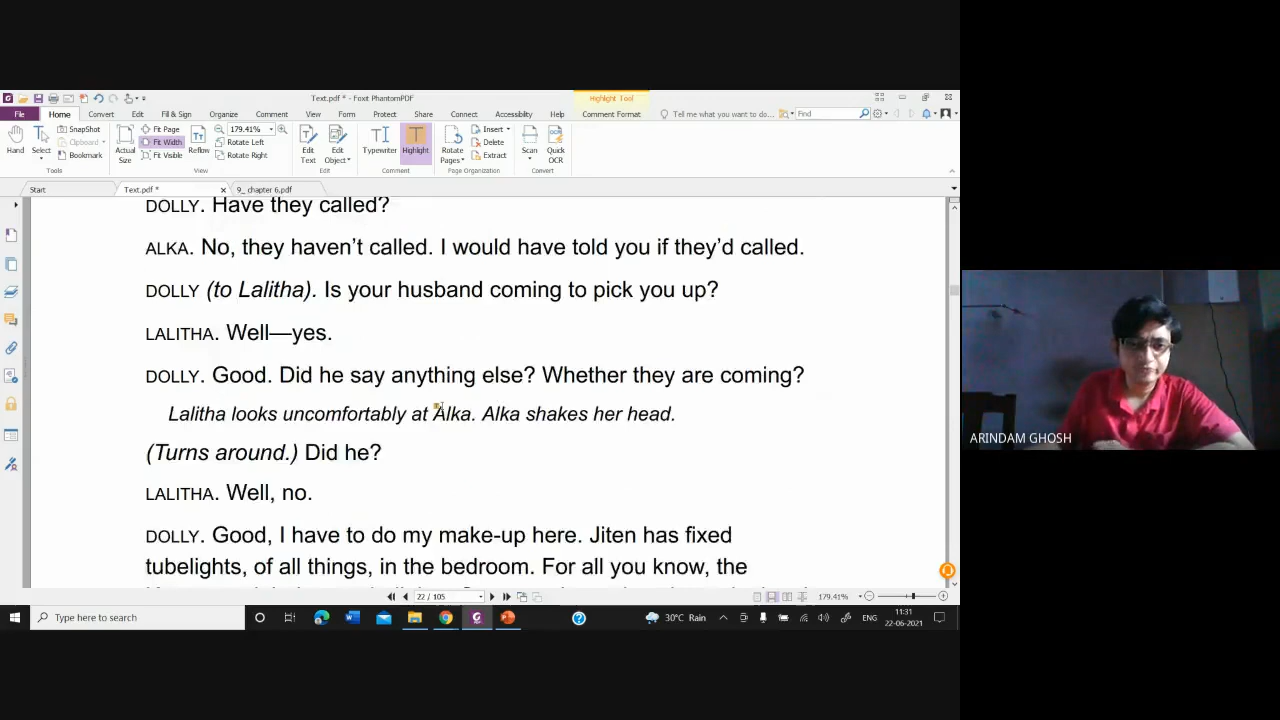 Text.pdf * - Foxit PhantomPDF
Highlight Tool
File Home Convert Edit Fill & Sign Organize Comment View Form Protect Share Connect Accessibility Help Comment Format Tell me what you want to do... Find
Hand
Select
SnapShot
Clipboard
Bookmark
Tools
Actual Size
Fit Page
Fit Width
Fit Visible
Reflow
179.41%
Rotate Left
Rotate Right
View
Edit Text
Edit Object
Edit
Typewriter
Highlight
Comment
Rotate Pages
Insert
Delete
Extract
Page Organization
Scan
Quick OCR
Convert
Start Text.pdf * 9_ chapter 6.pdf
DOLLY. Have they called?
ALKA. No, they haven’t called. I would have told you if they’d called.
DOLLY (to Lalitha). Is your husband coming to pick you up?
LALITHA. Well—yes.
DOLLY. Good. Did he say anything else? Whether they are coming?
Lalitha looks uncomfortably at Alka. Alka shakes her head.
(Turns around.) Did he?
LALITHA. Well, no.
DOLLY. Good, I have to do my make-up here. Jiten has fixed
tubelights, of all things, in the bedroom. For all you know, the
22 / 105
179.41%
Type here to search
30°C Rain
ENG
11:31
22-06-2021
ARINDAM GHOSH